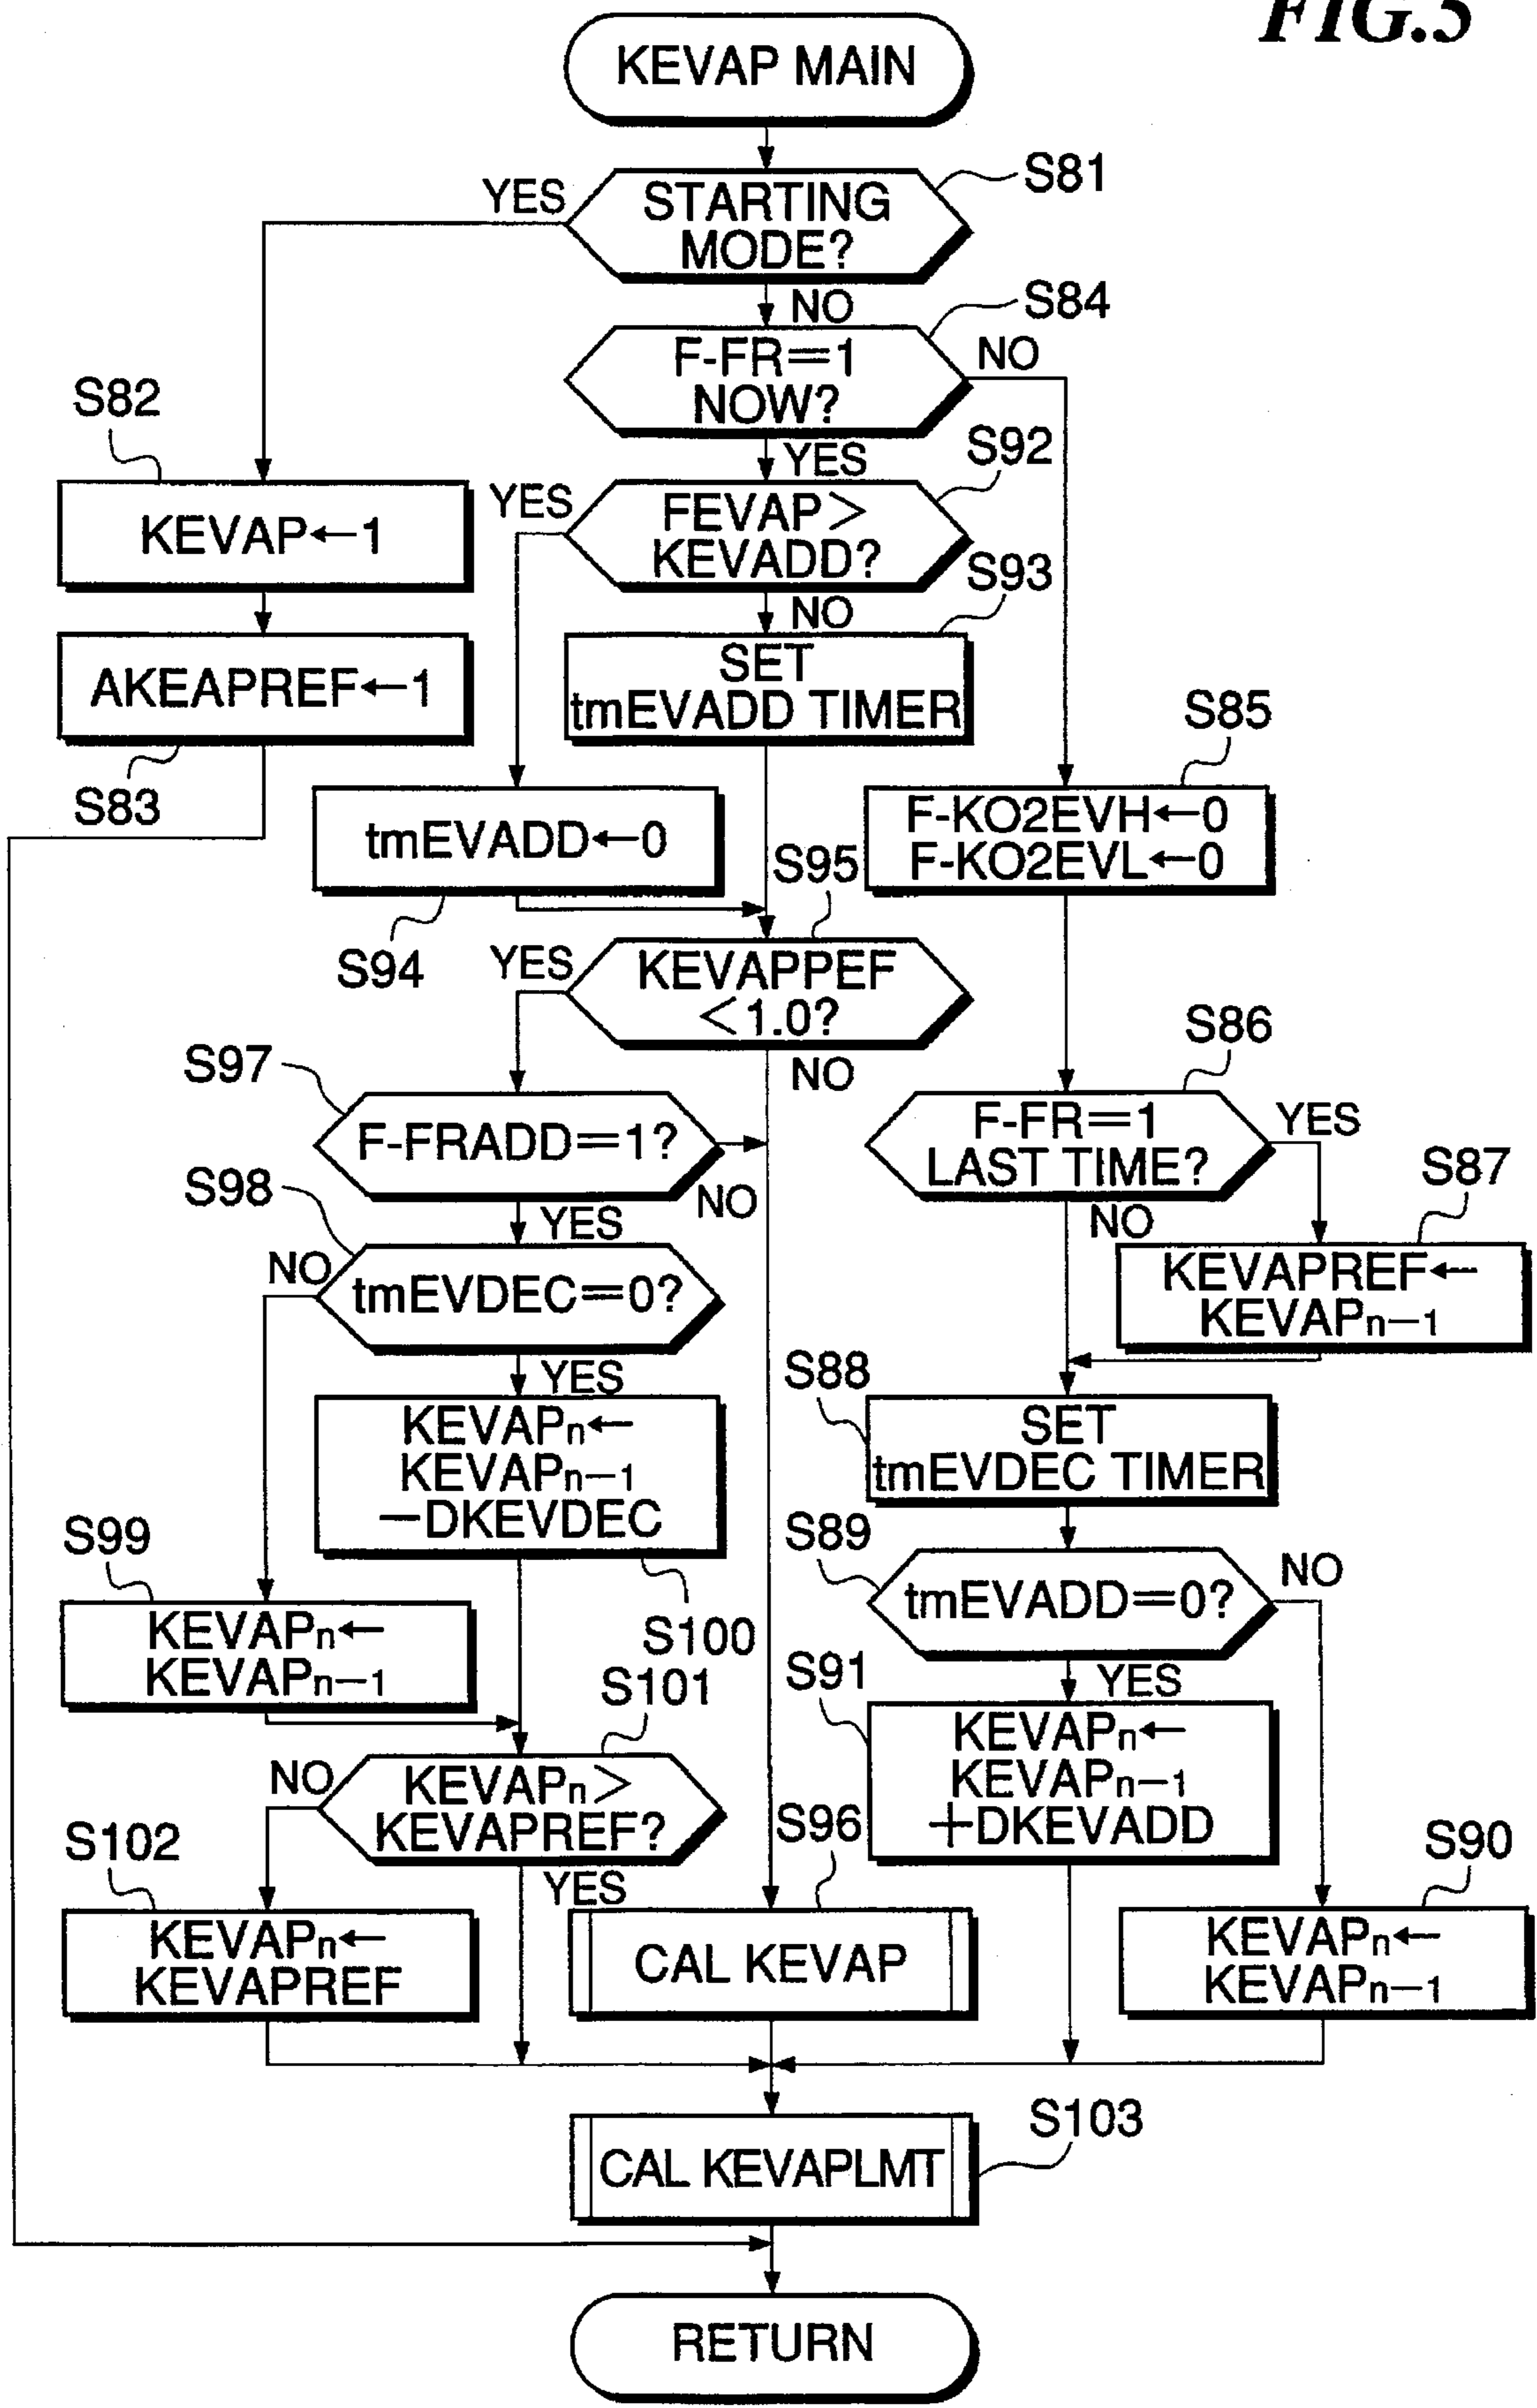 FIG.5
KEVAP MAIN
S81
YES
STARTING
MODE?
NO
S84
F-FR=1
NOW?
NO
S82
YES
S92
KEVAP←1
YES
FEVAP>
KEVADD?
S93
NO
AKEAPREF←1
SET
tmEVADD TIMER
S83
S85
tmEVADD←0
F-KO2EVH←0
F-KO2EVL←0
S95
S94
YES
KEVAPPEF
<1.0?
S86
NO
S97
F-FRADD=1?
F-FR=1
LAST TIME?
YES
S87
S98
NO
YES
NO
KEVAPREF←
KEVAPn−1
NO
tmEVDEC=0?
S88
YES
KEVAPn←
KEVAPn−1
−DKEVDEC
SET
tmEVDEC TIMER
S99
S89
tmEVADD=0?
NO
KEVAPn←
KEVAPn−1
S100
S101
S91
YES
KEVAPn←
KEVAPn−1
+DKEVADD
NO
KEVAPn>
KEVAPREF?
S96
S90
S102
YES
KEVAPn←
KEVAPREF
CAL KEVAP
KEVAPn←
KEVAPn−1
S103
CAL KEVAPLMT
RETURN